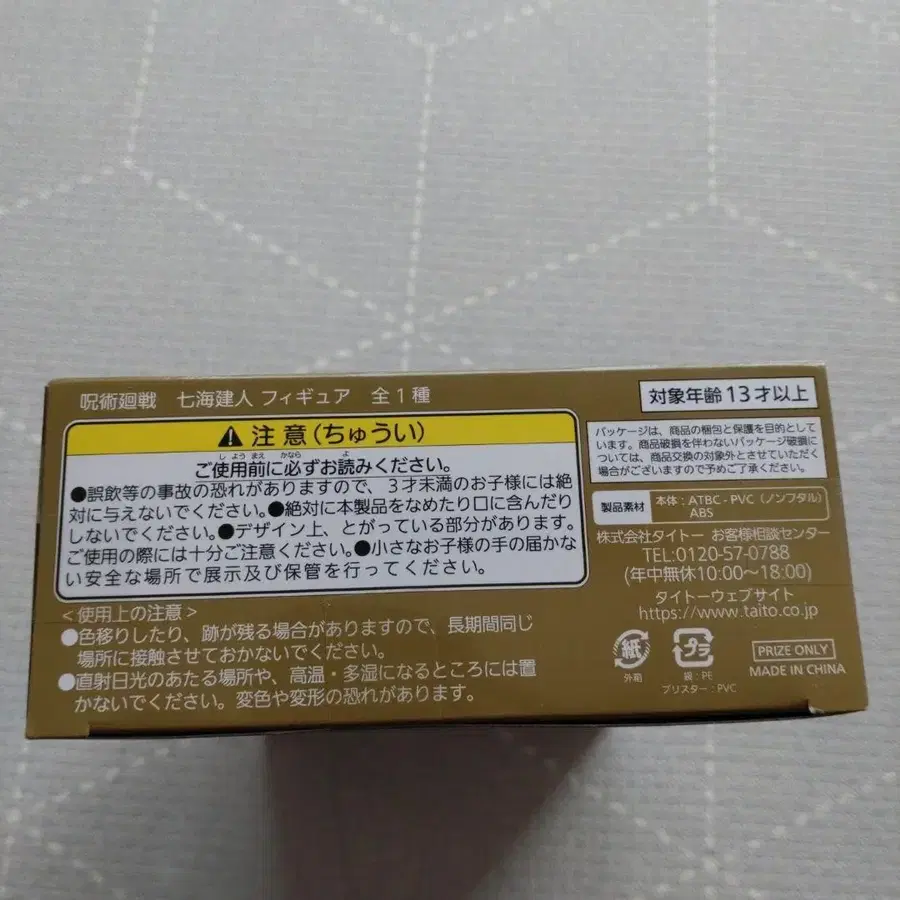 呪術廻戦 七海建人 フィギュア 全1種
注意(ちゅうい)
ご使用前に必ずお読みください。
しようまえ かなら よ
●誤飲等の事故の恐れがありますので、3才未満のお子様には絶
対に与えないでください。●絶対に本製品をなめたり口に含んだり
しないでください。●デザイン上、とがっている部分があります。
ご使用の際には十分ご注意ください。●小さなお子様の手の届かな
い安全な場所で展示及び保管を行ってください。
<使用上の注意>
●色移りしたり、跡が残る場合がありますので、長期間同じ
場所に接触させておかないでください。
●直射日光のあたる場所や、高温・多湿になるところには置
かないでください。変色や変形の恐れがあります。
対象年齢13才以上
パッケージは、商品の梱包と保護を目的として
います。商品破損を伴わないパッケージ破損に
ついては、商品交換の対象外とさせていただく
場合がございますので予めご了承ください。
製品素材
本体:ATBC-PVC(ノンフタル)
ABS
株式会社タイトー お客様相談センター
TEL:0120-57-0788
(年中無休10:00～18:00)
タイトーウェブサイト
https://www.taito.co.jp
紙
外箱
プラ
袋:PE
ブリスター:PVC
PRIZE ONLY
MADE IN CHINA